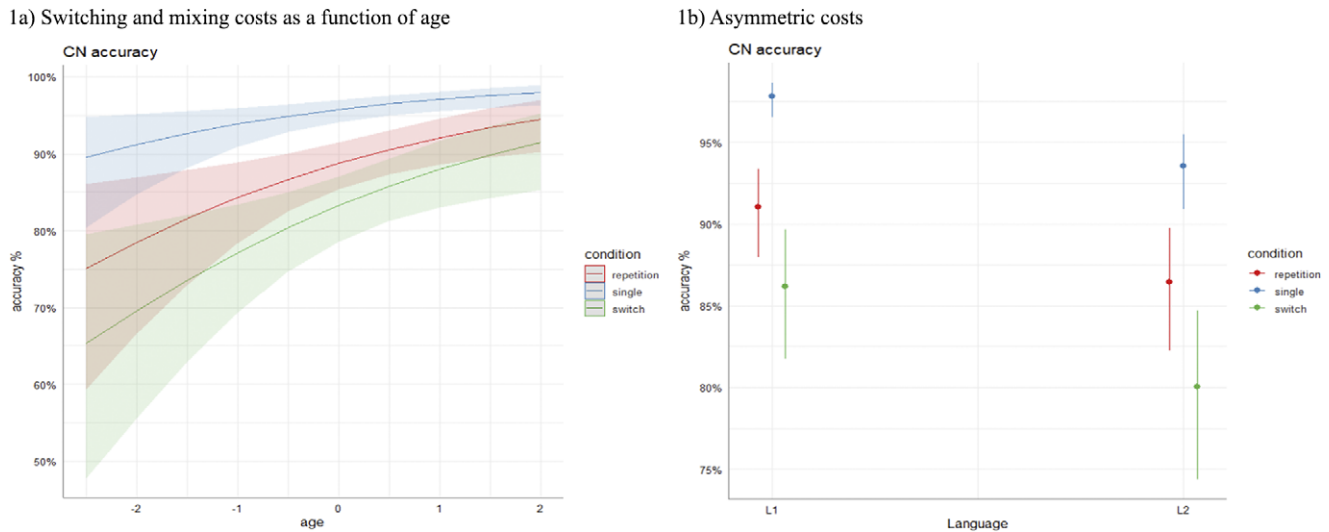 1a) Switching and mixing costs as a function of age
CN accuracy
100%
90%
80%
70%
60%
50%
accuracy %
-2
-1
0
1
2
age
condition
repetition
single
switch
1b) Asymmetric costs
CN accuracy
95%
90%
85%
80%
75%
accuracy %
L1
L2
Language
condition
repetition
single
switch